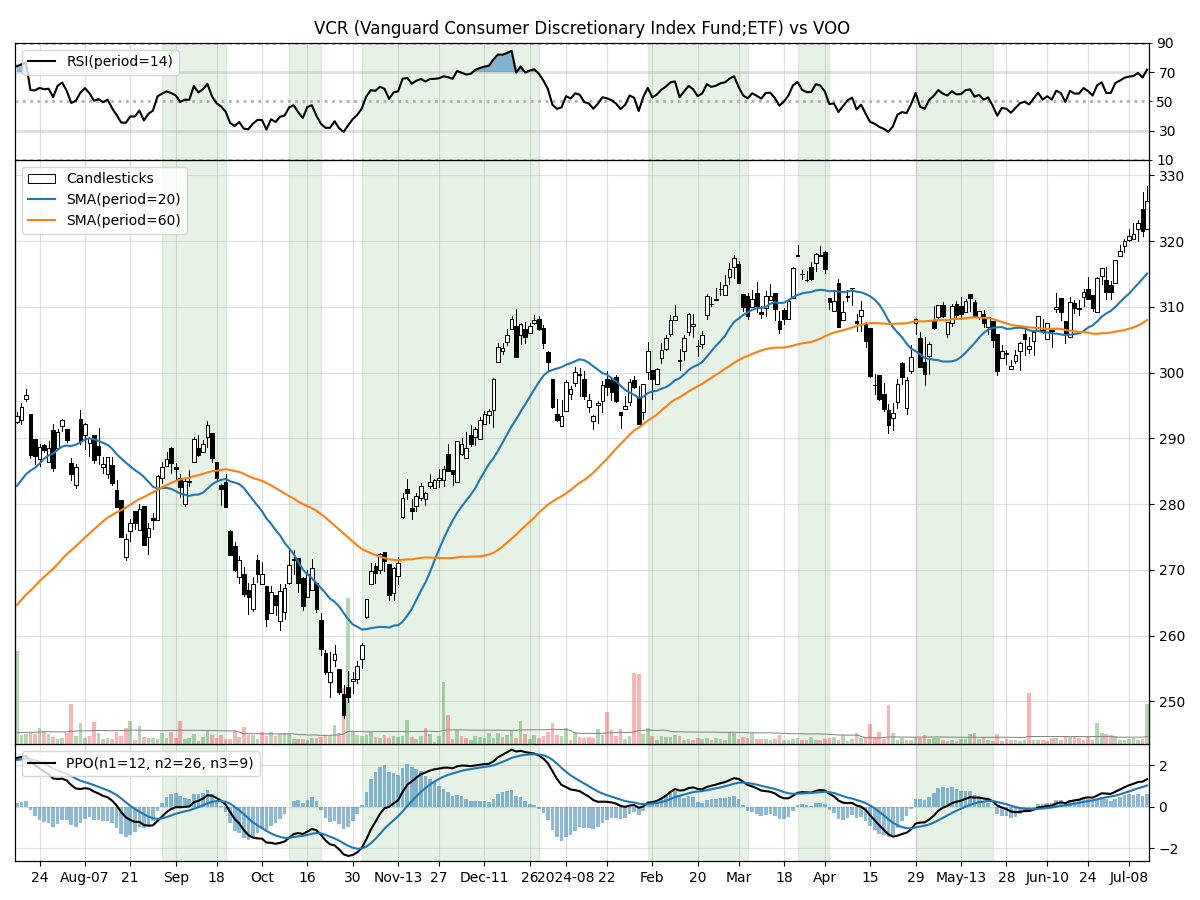 VCR (Vanguard Consumer Discretionary Index Fund;ETF) vs VOO
RSI(period=14)
90
70
50
30
10
Candlesticks
SMA(period=20)
SMA(period=60)
330
320
310
300
290
280
270
260
250
PPO(n1=12, n2=26, n3=9)
2
0
−2
24 Aug-07 21 Sep 18 Oct 16 30 Nov-13 27 Dec-11 26 2024-08 22 Feb 20 Mar 18 Apr 15 29 May-13 28 Jun-10 24 Jul-08